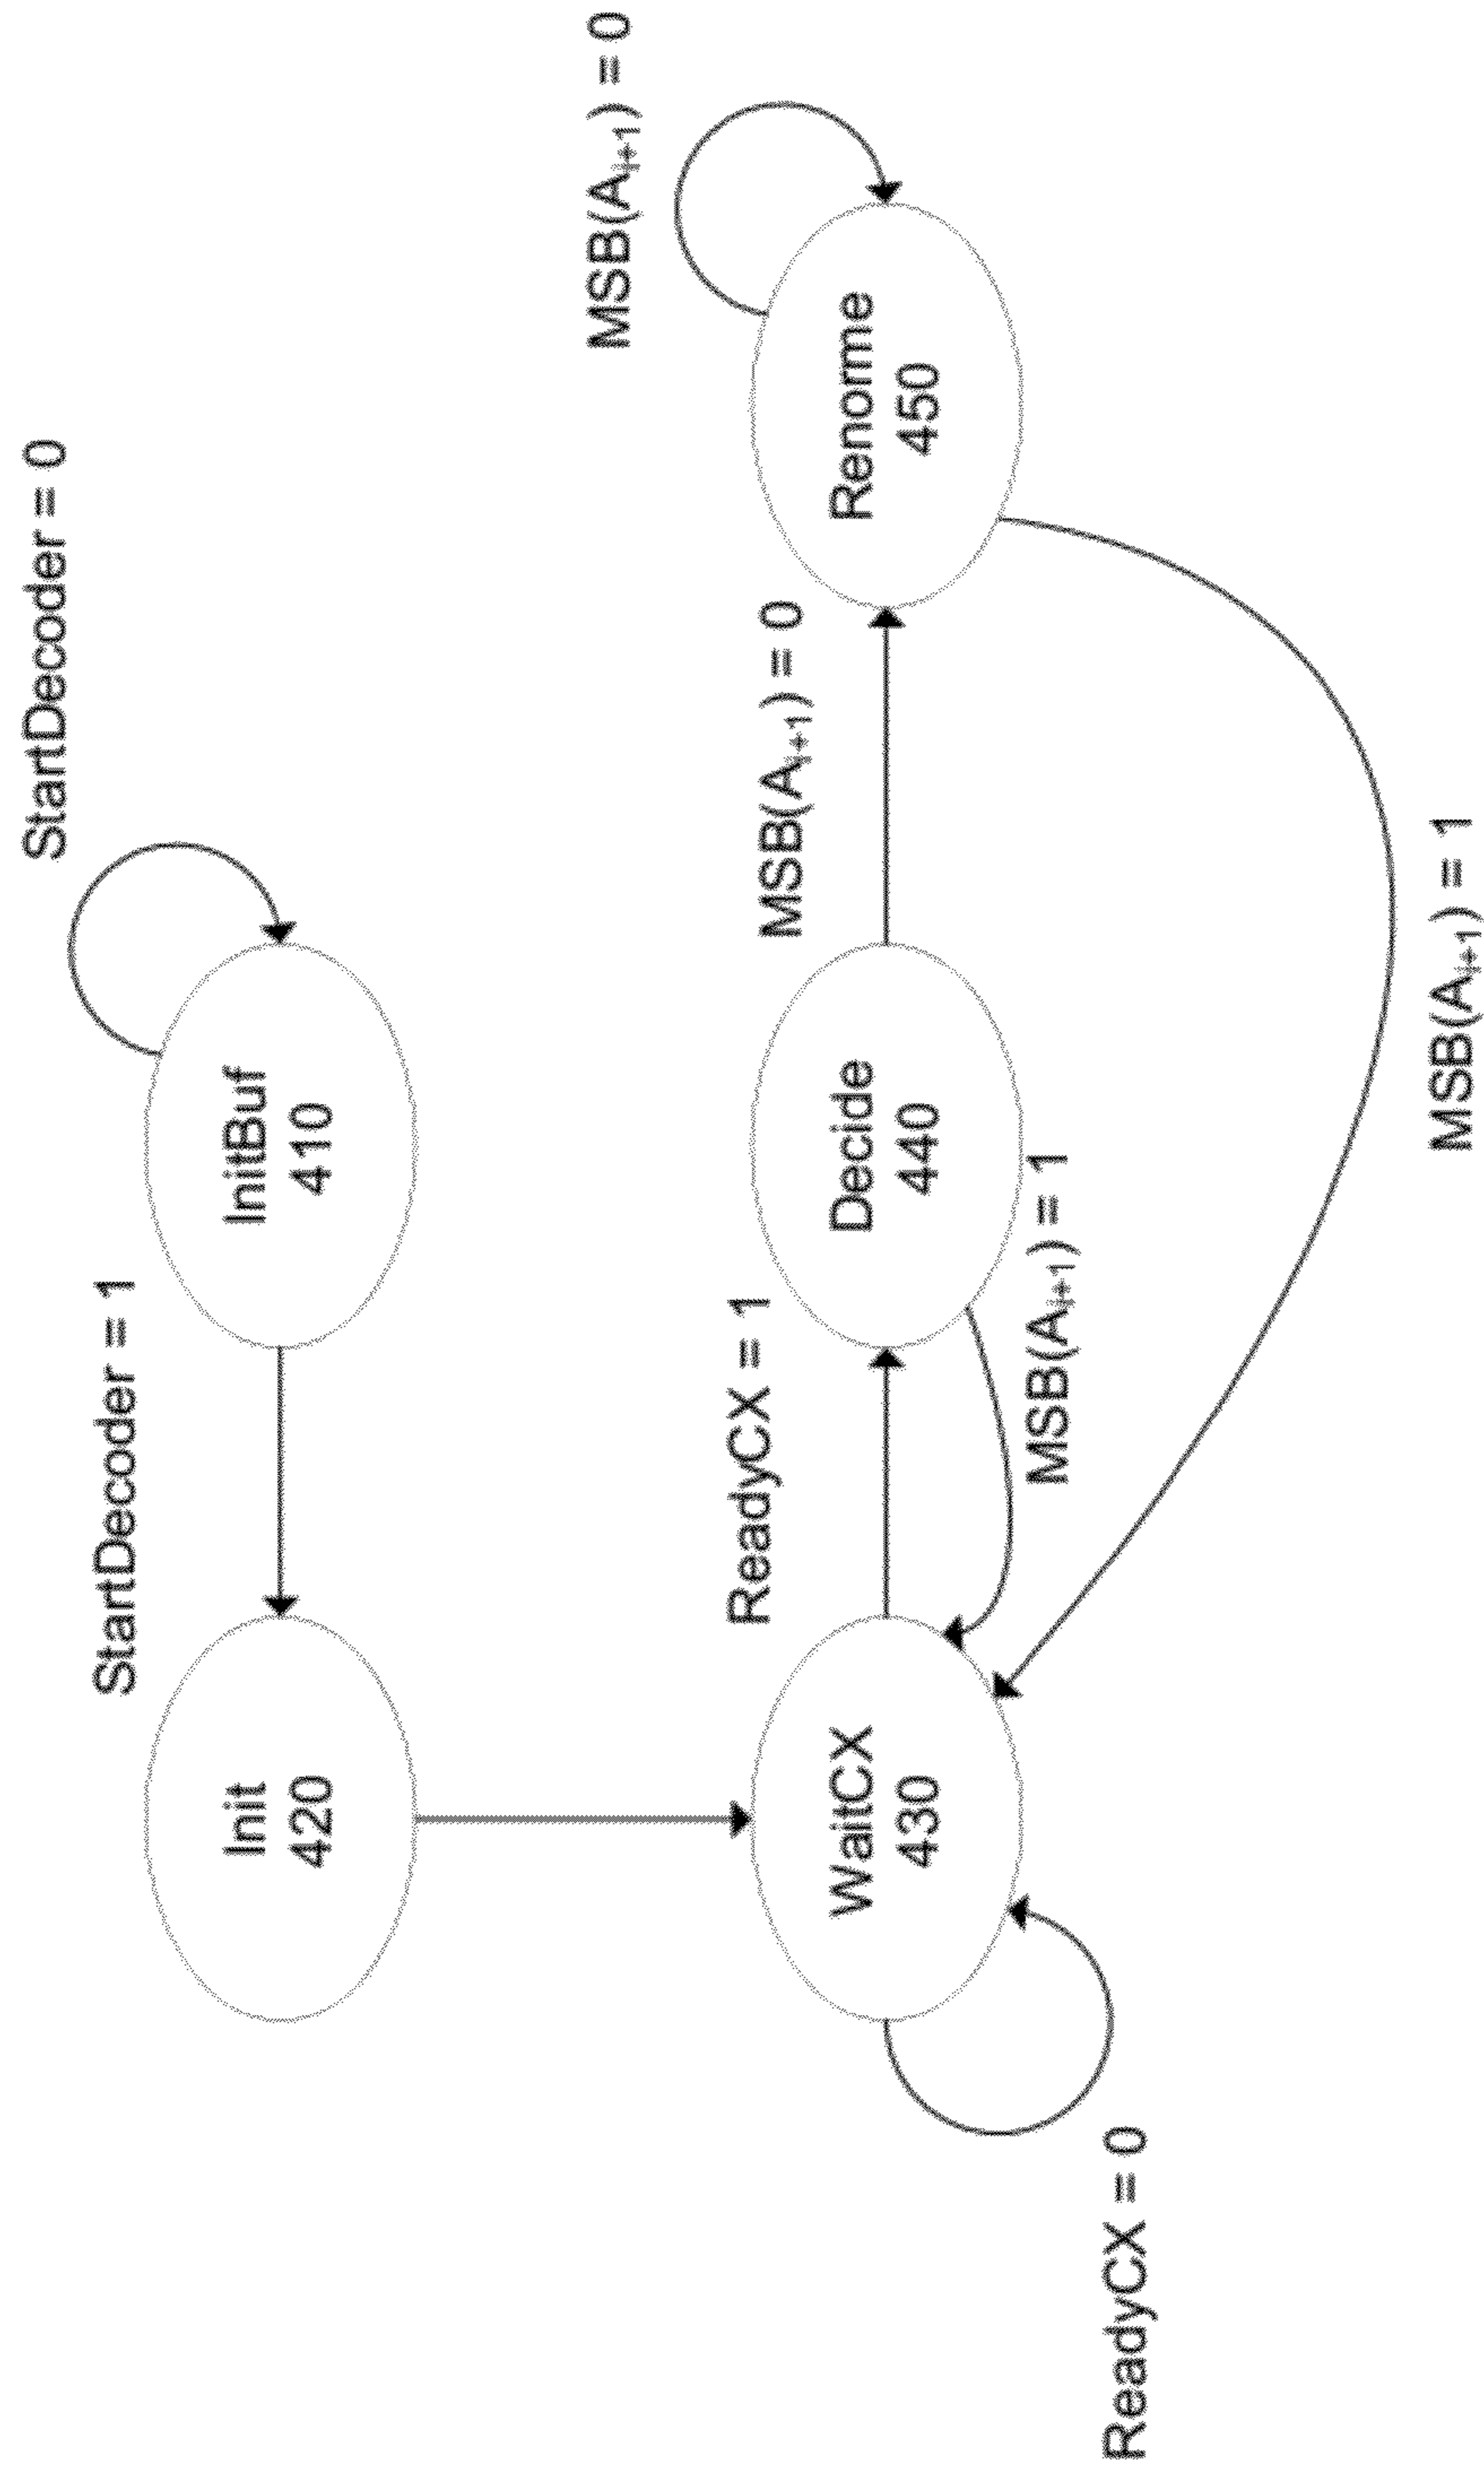 StartDecoder = 0
StartDecoder = 1
Init
420
InitBuf
410
MSB(Ai+1) = 0
ReadyCX = 1
MSB(Ai+1) = 0
WaitCX
430
Decide
440
Renorme
450
MSB(Ai+1) = 1
ReadyCX = 0
MSB(Ai+1) = 1